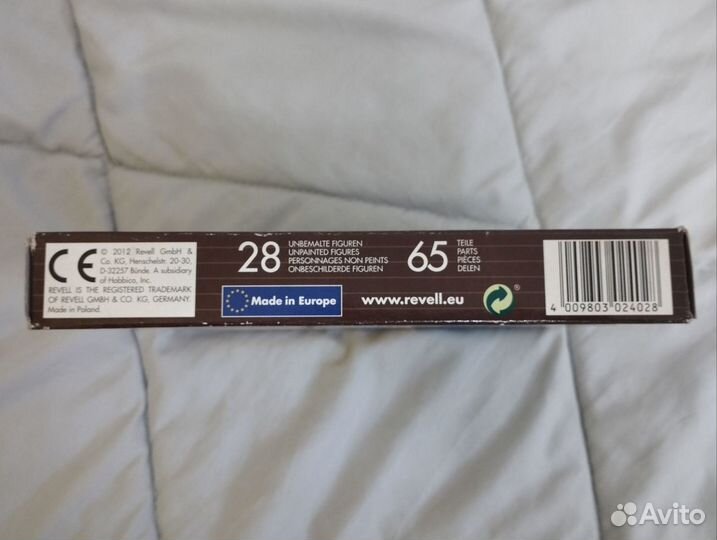 CE
© 2012 Revell GmbH &
Co. KG, Henschelstr. 20-30,
D-32257 Bünde. A subsidiary
of Hobbico, Inc.
REVELL IS THE REGISTERED TRADEMARK
OF REVELL GMBH & CO. KG, GERMANY.
Made in Poland.
28
UNBEMALTE FIGUREN
UNPAINTED FIGURES
PERSONNAGES NON PEINTS
ONBESCHILDERDE FIGUREN
65
TEILE
PARTS
PIÈCES
DELEN
Made in Europe
www.revell.eu
®
4 009803 024028
Avito